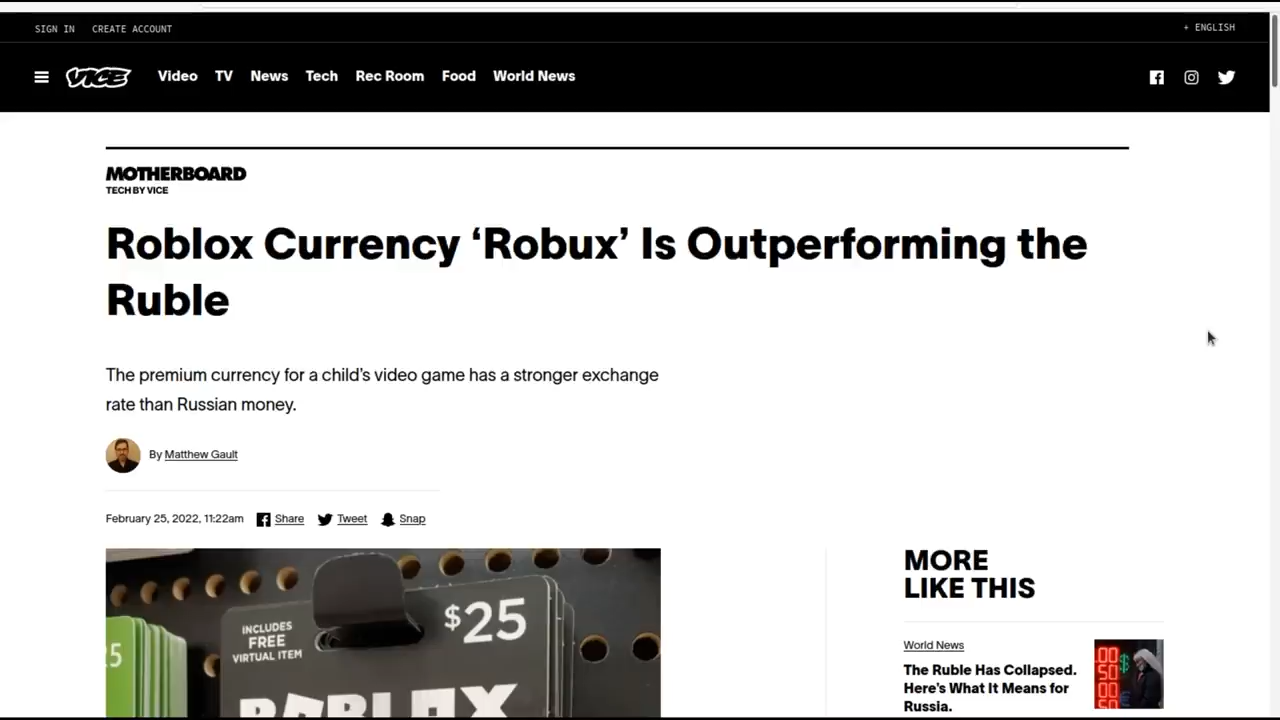 SIGN IN CREATE ACCOUNT
+ ENGLISH
VICE Video TV News Tech Rec Room Food World News
MOTHERBOARD
TECH BY VICE
Roblox Currency ‘Robux’ Is Outperforming the
Ruble
The premium currency for a child’s video game has a stronger exchange
rate than Russian money.
By Matthew Gault
February 25, 2022, 11:22am Share Tweet Snap
INCLUDES
FREE
VIRTUAL ITEM
$25
ROBLOX
MORE
LIKE THIS
World News
The Ruble Has Collapsed.
Here’s What It Means for
Russia.